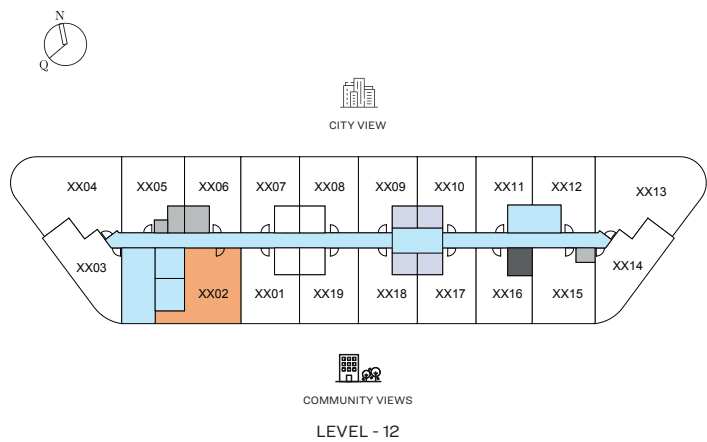 N
Q
CITY VIEW
XX04 XX05 XX06 XX07 XX08 XX09 XX10 XX11 XX12 XX13
XX03 XX14
XX02 XX01 XX19 XX18 XX17 XX16 XX15
COMMUNITY VIEWS
LEVEL - 12